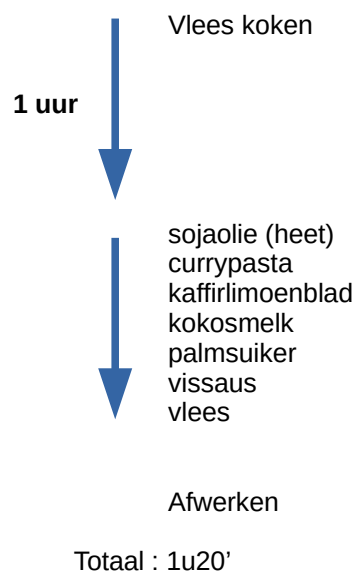 Vlees koken
1 uur
sojaolie (heet)
currypasta
kaffirlimoenblad
kokosmelk
palmsuiker
vissaus
vlees
Afwerken
Totaal : 1u20’